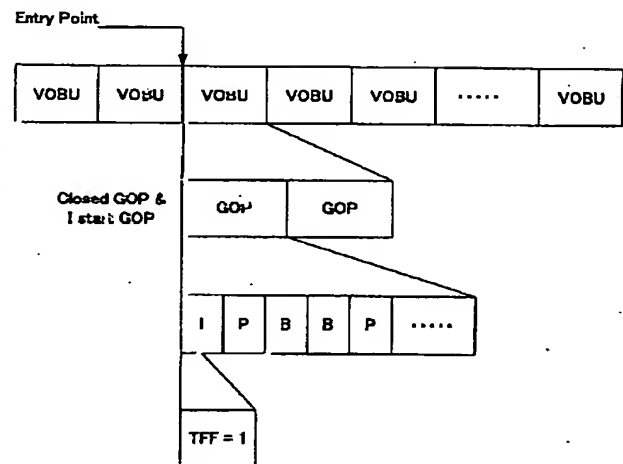 Entry Point
VOBU VOBU VOBU VOBU VOBU ..... VOBU
Closed GOP &
I start GOP
GOP GOP
I P B B P .....
TFF = 1